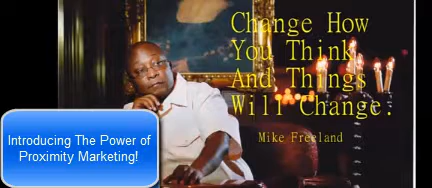 Change How
You Think
And Things
Will Change.
Mike Freeland
Introducing The Power of
Proximity Marketing!